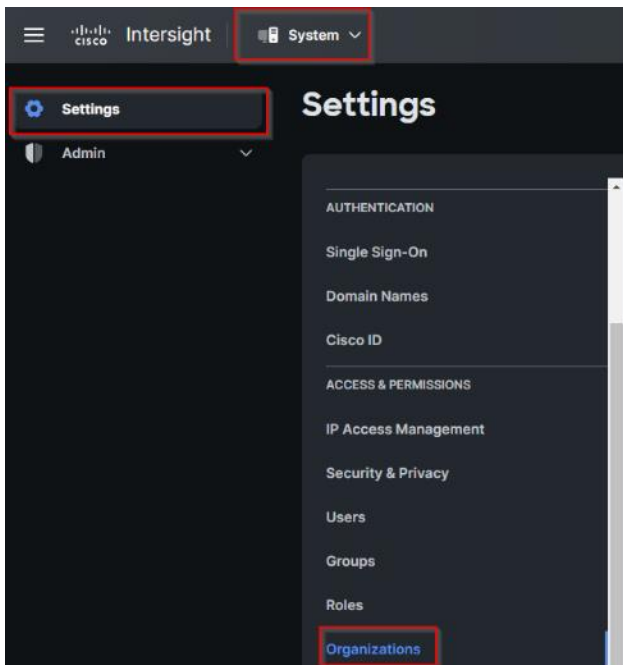 cisco Intersight System
Settings
Admin
Settings
AUTHENTICATION
Single Sign-On
Domain Names
Cisco ID
ACCESS & PERMISSIONS
IP Access Management
Security & Privacy
Users
Groups
Roles
Organizations